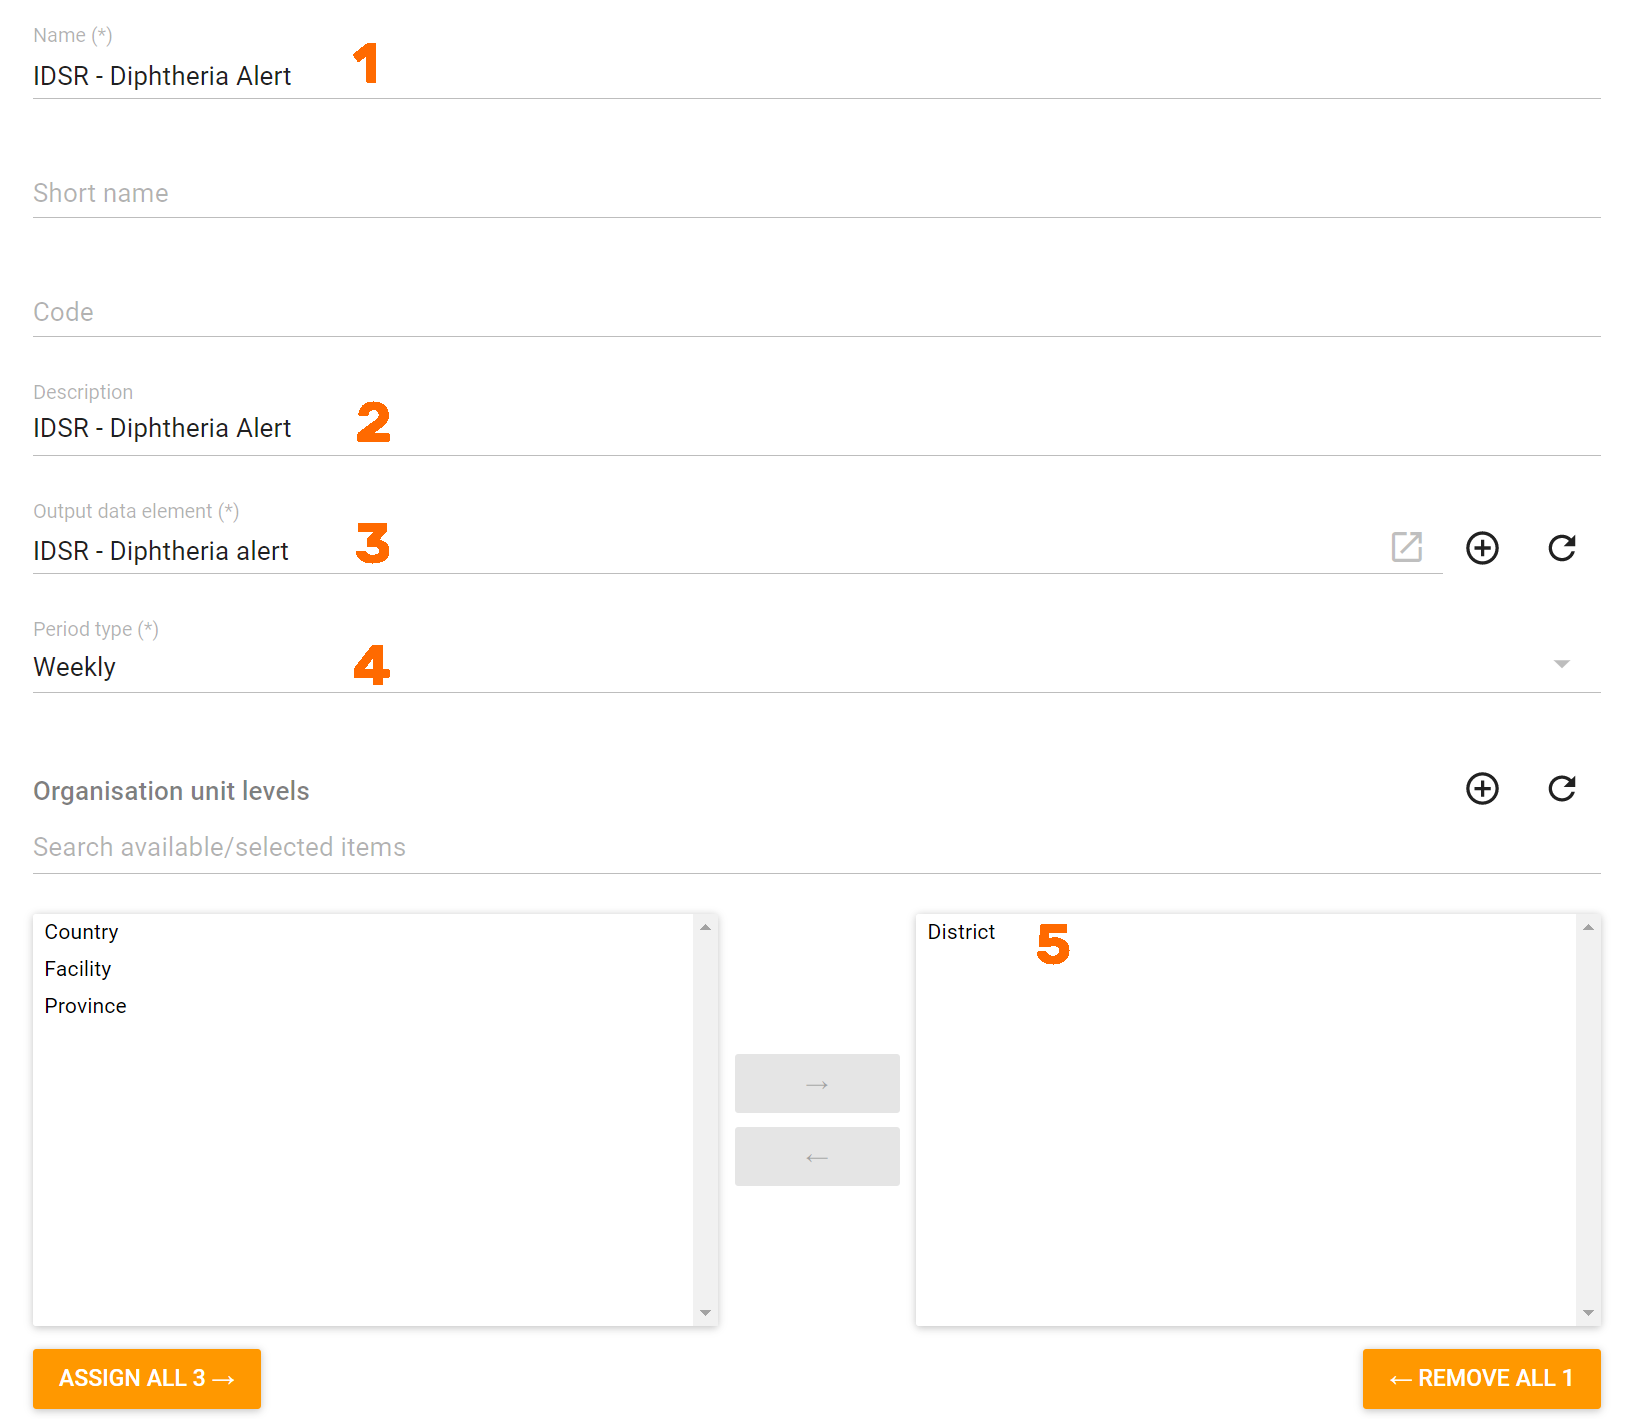 Name (*)
IDSR - Diphtheria Alert 1
Short name
Code
Description
IDSR - Diphtheria Alert 2
Output data element (*)
IDSR - Diphtheria alert 3
Period type (*)
Weekly 4
Organisation unit levels
Search available/selected items
Country
Facility
Province
→
←
District 5
ASSIGN ALL 3 →
← REMOVE ALL 1